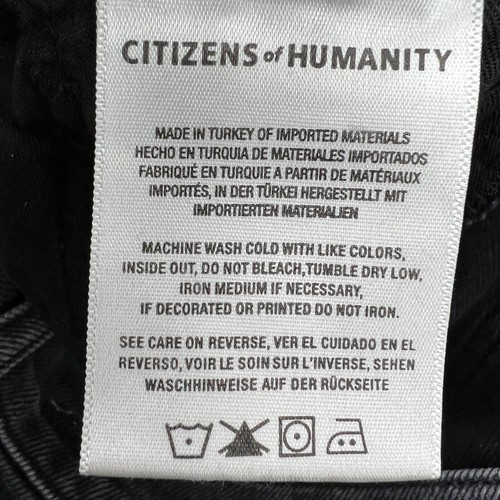 CITIZENS of HUMANITY
MADE IN TURKEY OF IMPORTED MATERIALS
HECHO EN TURQUIA DE MATERIALES IMPORTADOS
FABRIQUÉ EN TURQUIE A PARTIR DE MATÉRIAUX
IMPORTÉS, IN DER TÜRKEI HERGESTELLT MIT
IMPORTIERTEN MATERIALIEN
MACHINE WASH COLD WITH LIKE COLORS,
INSIDE OUT, DO NOT BLEACH,TUMBLE DRY LOW,
IRON MEDIUM IF NECESSARY,
IF DECORATED OR PRINTED DO NOT IRON.
SEE CARE ON REVERSE, VER EL CUIDADO EN EL
REVERSO, VOIR LE SOIN SUR L'INVERSE, SEHEN
WASCHHINWEISE AUF DER RÜCKSEITE